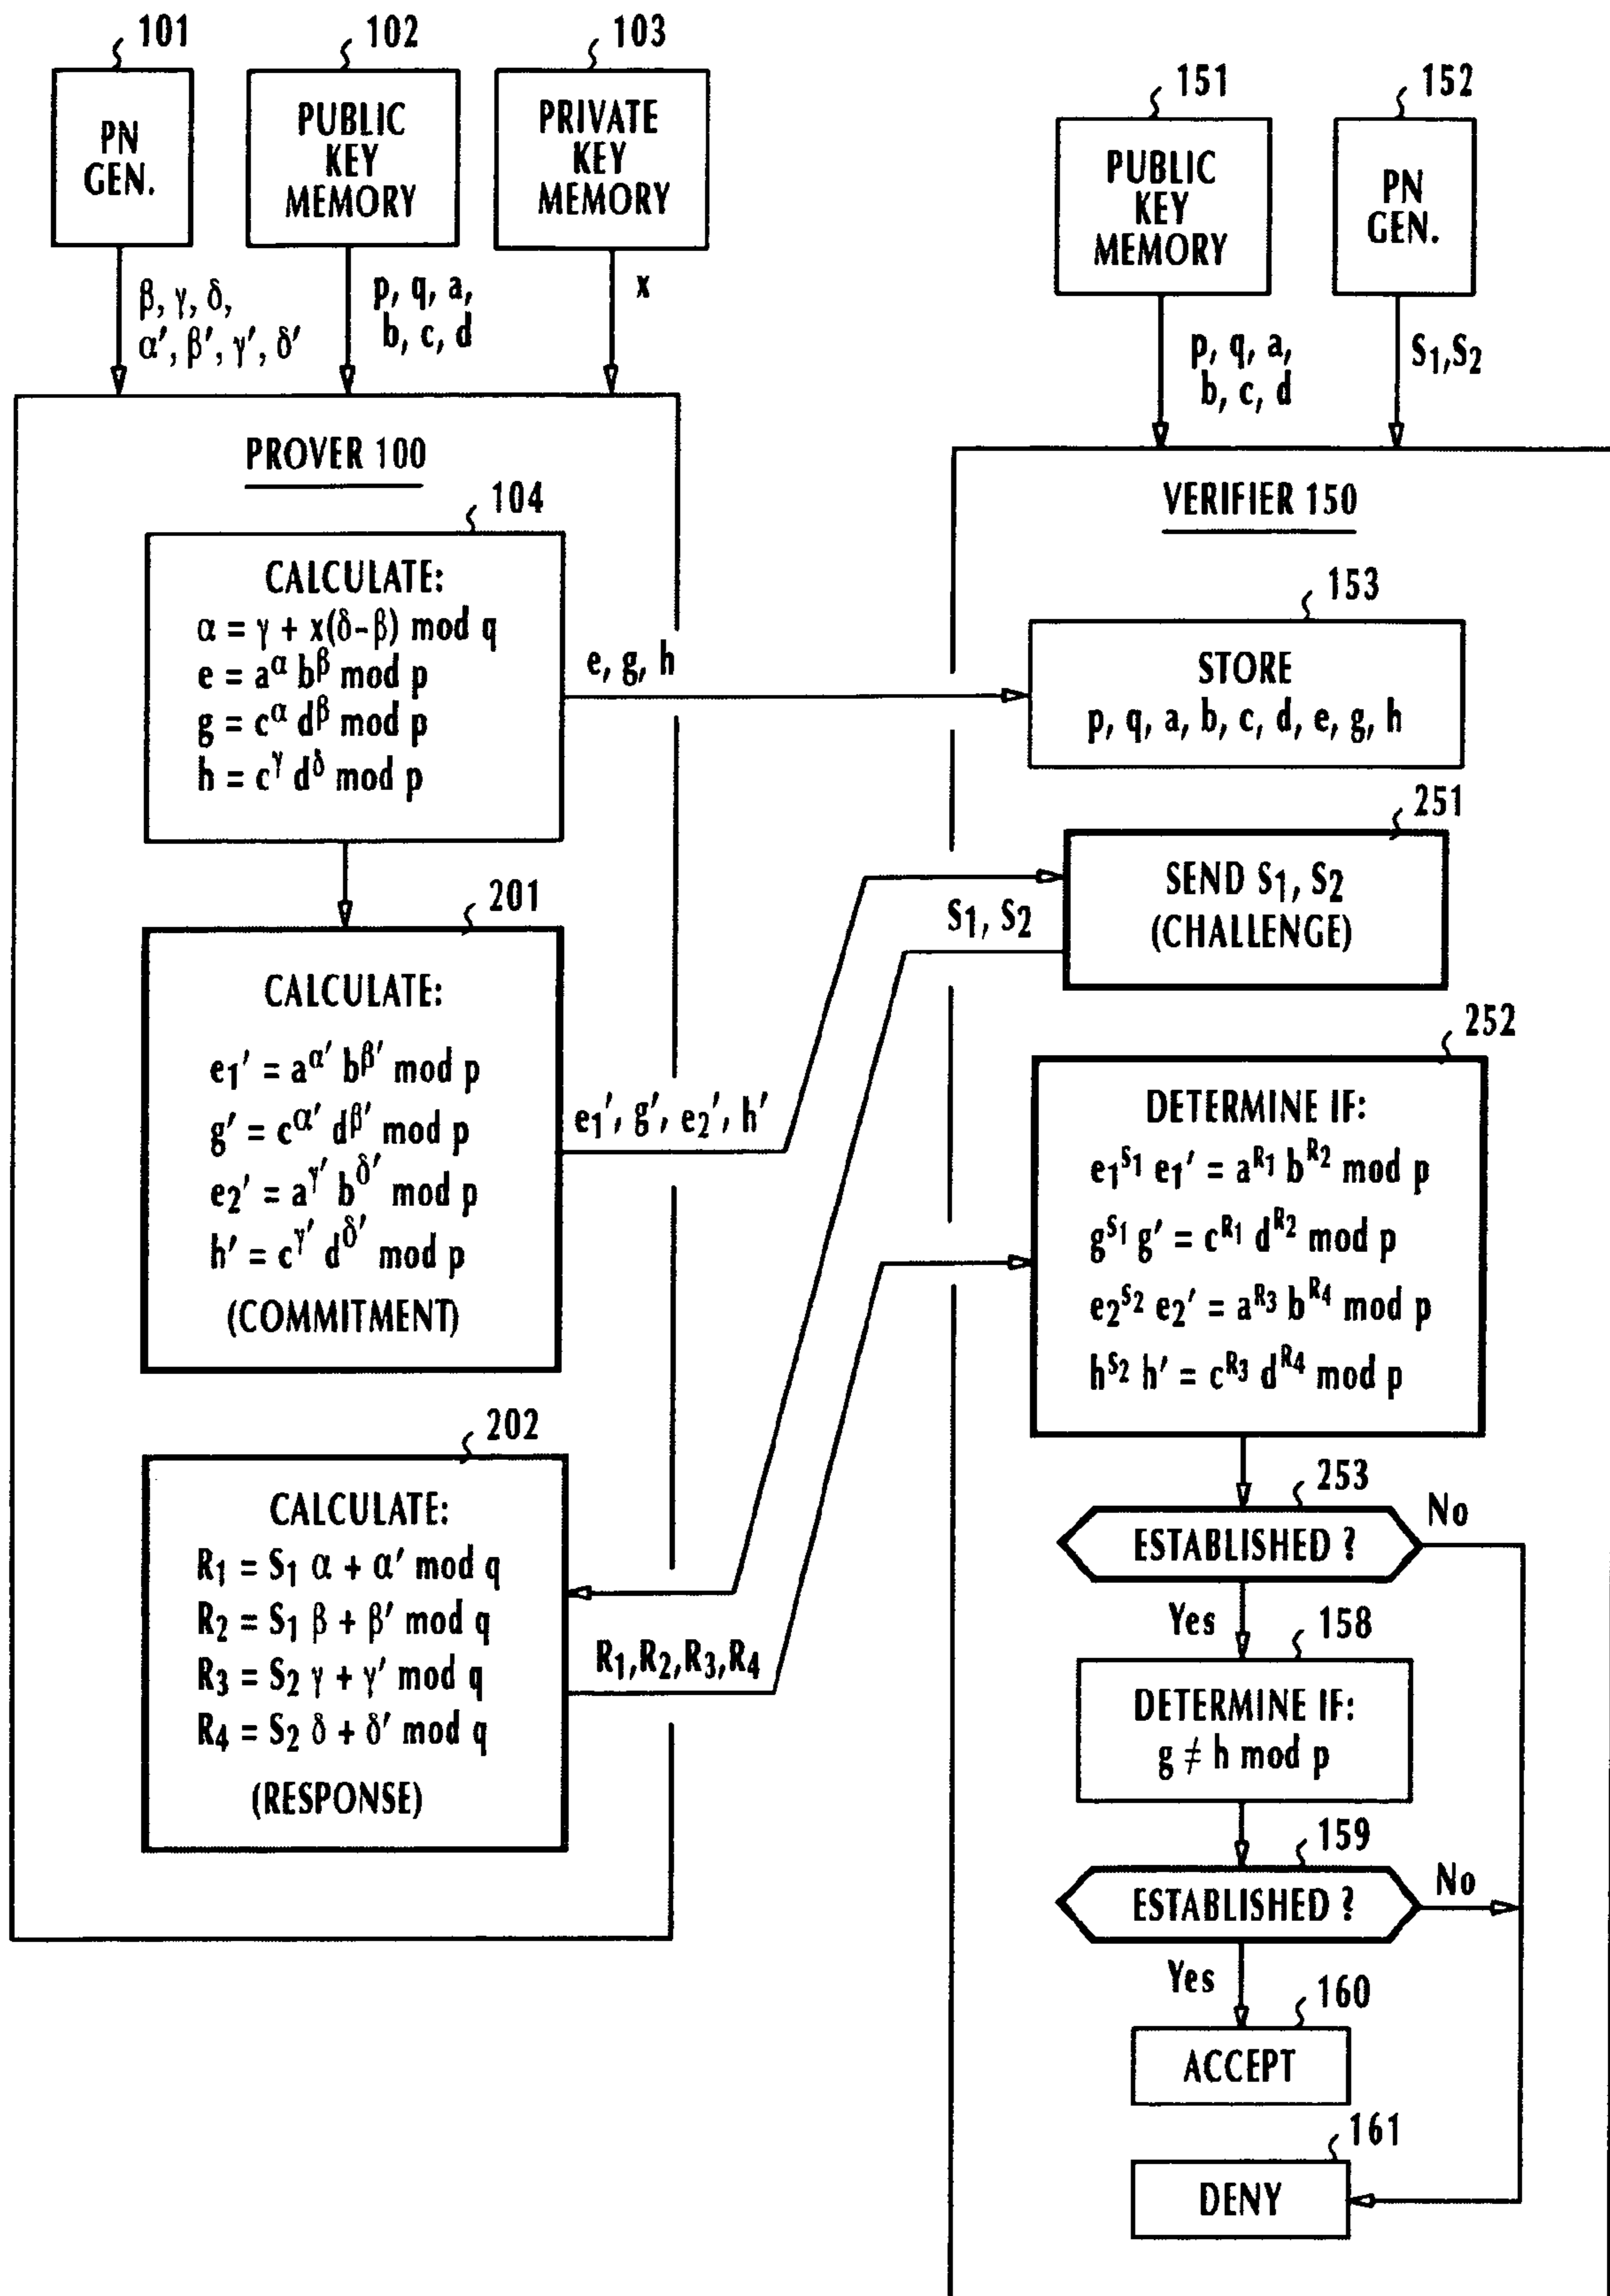 101
102
103
PN
GEN.
PUBLIC
KEY
MEMORY
PRIVATE
KEY
MEMORY
151
152
PUBLIC
KEY
MEMORY
PN
GEN.
β, γ, δ,
α′, β′, γ′, δ′
p, q, a,
b, c, d
x
p, q, a,
b, c, d
S₁,S₂
PROVER 100
104
CALCULATE:
α = γ + x(δ-β) mod q
e = a^α b^β mod p
g = c^α d^β mod p
h = c^γ d^δ mod p
e, g, h
VERIFIER 150
153
STORE
p, q, a, b, c, d, e, g, h
201
CALCULATE:
e₁′ = a^α′ b^β′ mod p
g′ = c^α′ d^β′ mod p
e₂′ = a^γ′ b^δ′ mod p
h′ = c^γ′ d^δ′ mod p
(COMMITMENT)
e₁′, g′, e₂′, h′
251
SEND S₁, S₂
(CHALLENGE)
S₁, S₂
252
DETERMINE IF:
e₁^S₁ e₁′ = a^R₁ b^R₂ mod p
g^S₁ g′ = c^R₁ d^R₂ mod p
e₂^S₂ e₂′ = a^R₃ b^R₄ mod p
h^S₂ h′ = c^R₃ d^R₄ mod p
202
CALCULATE:
R₁ = S₁ α + α′ mod q
R₂ = S₁ β + β′ mod q
R₃ = S₂ γ + γ′ mod q
R₄ = S₂ δ + δ′ mod q
(RESPONSE)
R₁,R₂,R₃,R₄
253
ESTABLISHED ?
No
Yes
158
DETERMINE IF:
g ≠ h mod p
159
ESTABLISHED ?
No
Yes
160
ACCEPT
161
DENY